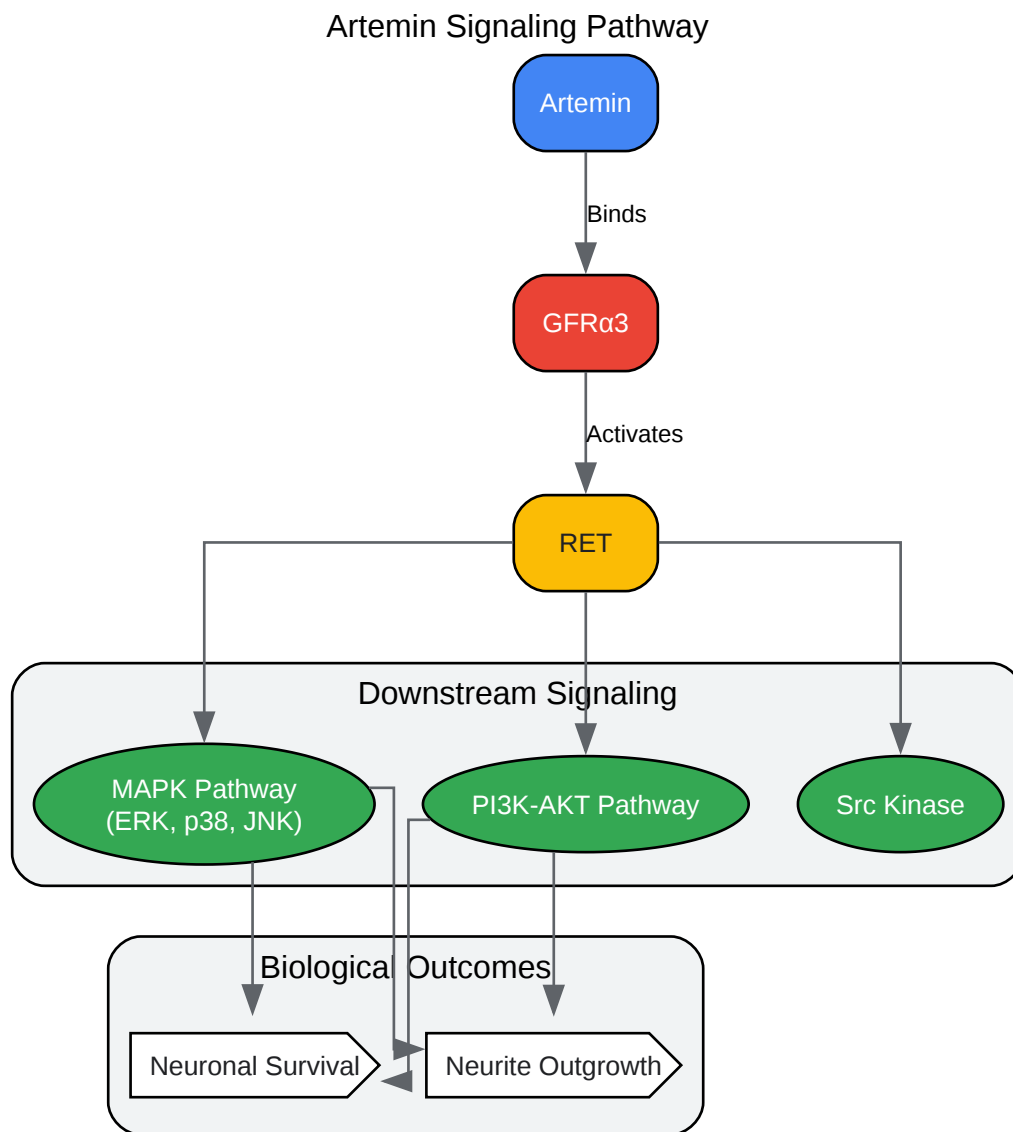 Artemin Signaling Pathway
Artemin
Binds
GFRα3
Activates
RET
Downstream Signaling
MAPK Pathway
(ERK, p38, JNK)
PI3K-AKT Pathway
Src Kinase
Biological Outcomes
Neuronal Survival
Neurite Outgrowth